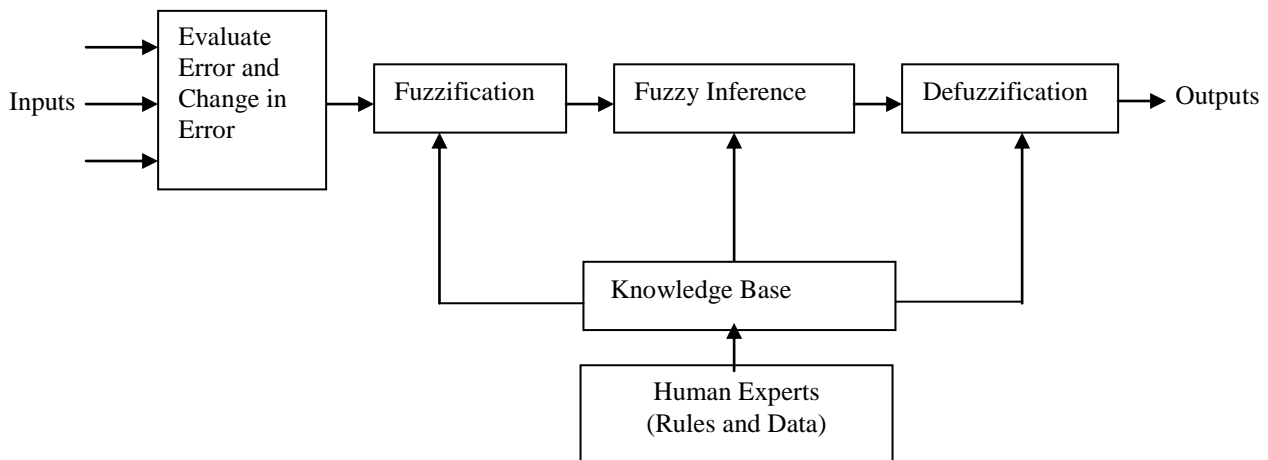 Inputs
Evaluate
Error and
Change in
Error
Fuzzification
Fuzzy Inference
Defuzzification
Outputs
Knowledge Base
Human Experts
(Rules and Data)